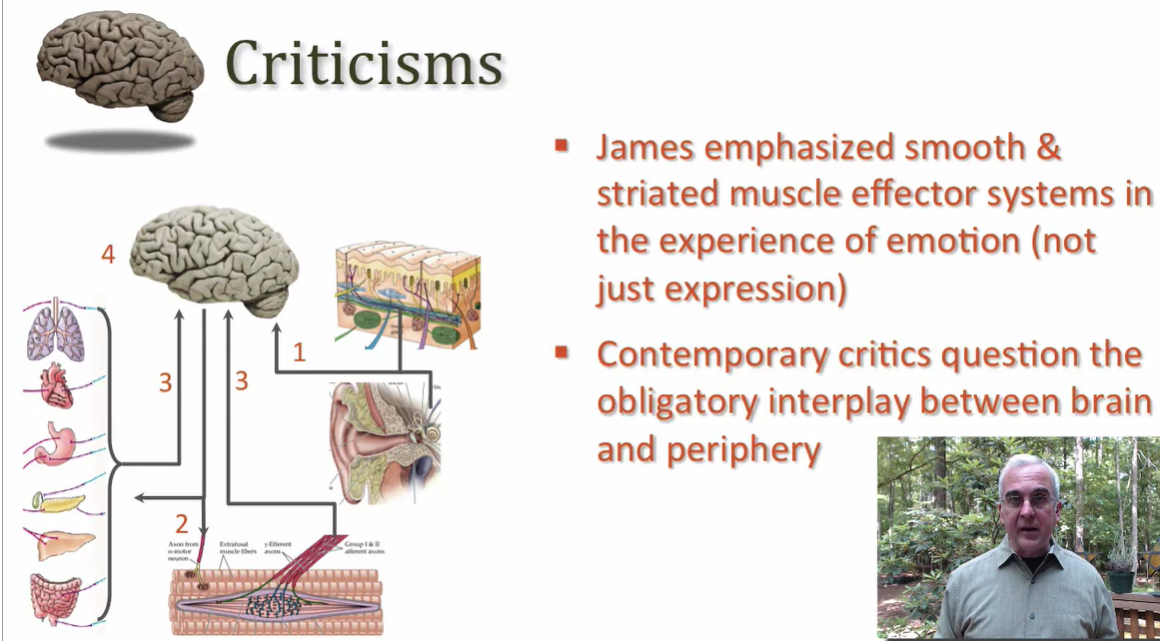 Criticisms
James emphasized smooth &
striated muscle effector systems in
the experience of emotion (not
just expression)
Contemporary critics question the
obligatory interplay between brain
and periphery
4
1
3
3
2
Axon from
α-motor
neuron
Extrafusal
muscle fibers
γ-Efferent
axons
Group I & II
afferent axons